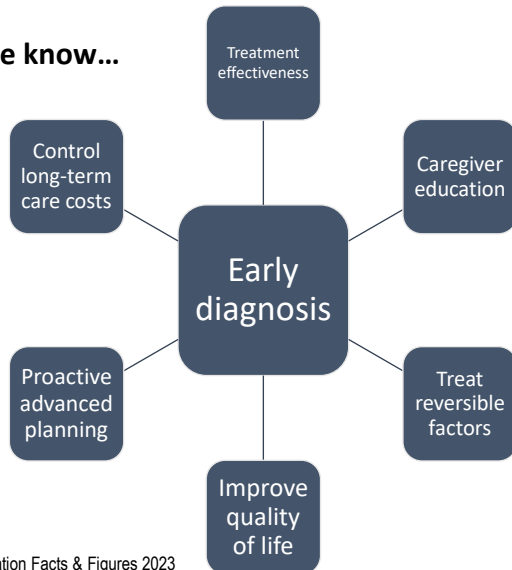 e know…
Treatment
effectiveness
Control
long-term
care costs
Caregiver
education
Early
diagnosis
Proactive
advanced
planning
Treat
reversible
factors
Improve
quality
of life
ation Facts & Figures 2023